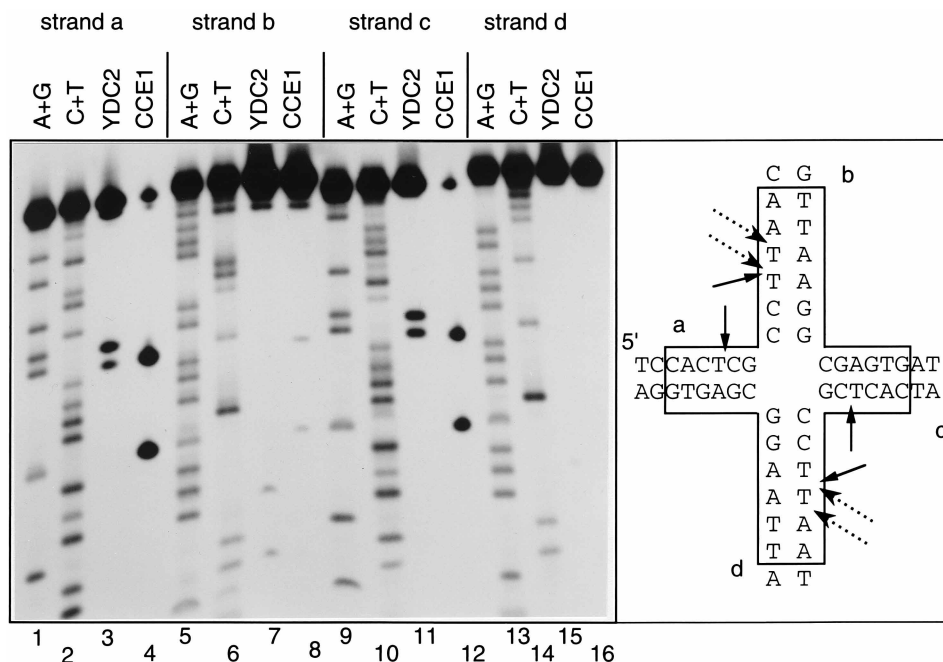 strand a strand b strand c strand d
A+G C+T YDC2 CCE1 A+G C+T YDC2 CCE1 A+G C+T YDC2 CCE1 A+G C+T YDC2 CCE1
C G b
A T
A T
T A
T A
C G
C G
5' a
TCCACTCG CGAGTGAT
AGGTGAGC GCTCACTA
c
G C
G C
A T
A T
T A
T A
d A T
1 3 5 7 9 11 13 15
2 4 6 8 10 12 14 16